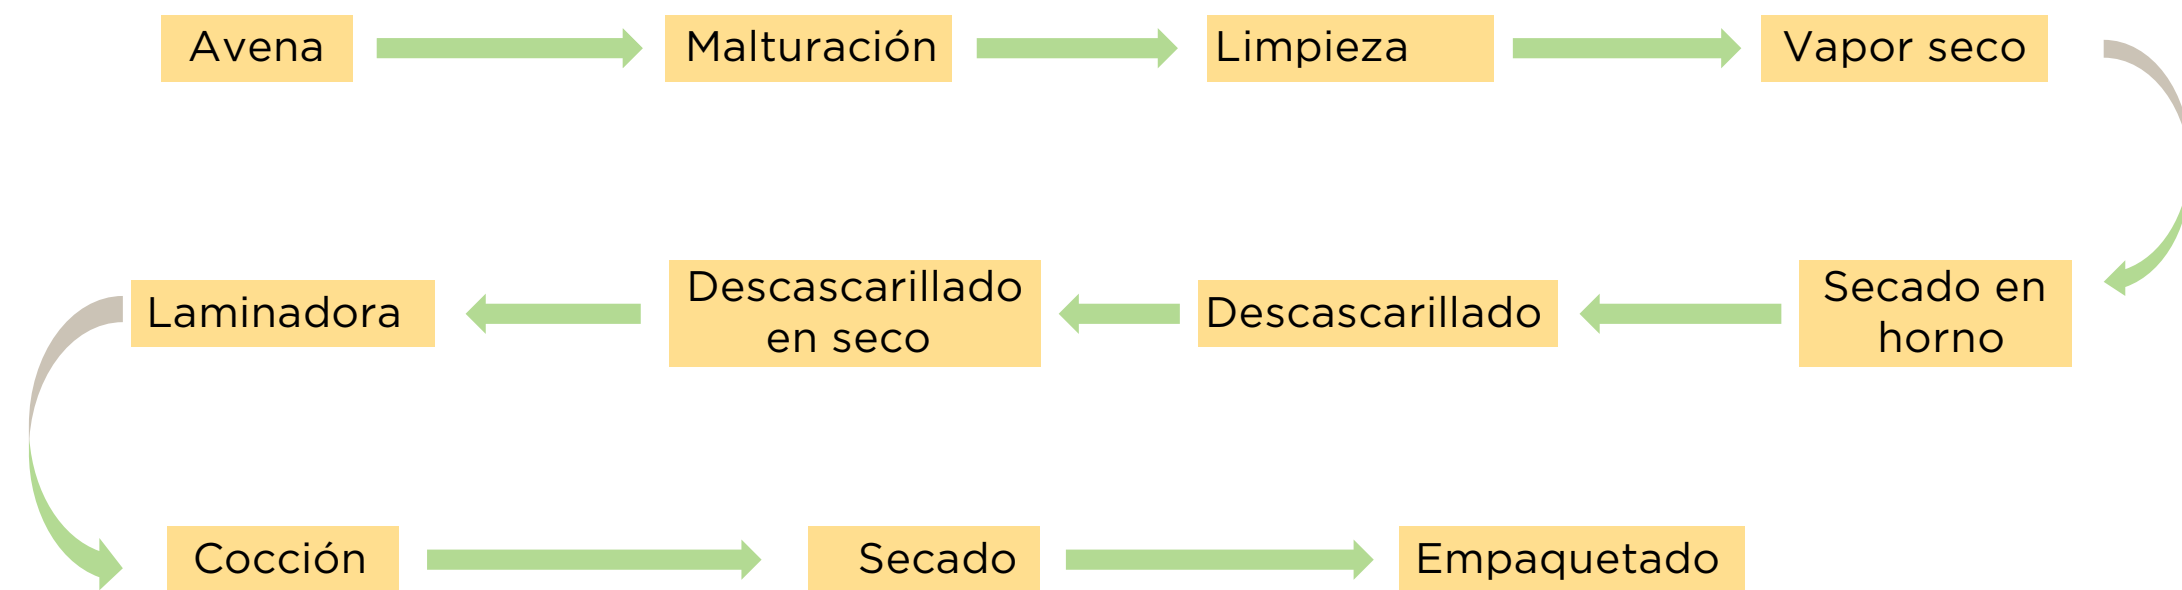 Avena
Malturación
Limpieza
Vapor seco
Secado en
horno
Descascarillado
Descascarillado
en seco
Laminadora
Cocción
Secado
Empaquetado